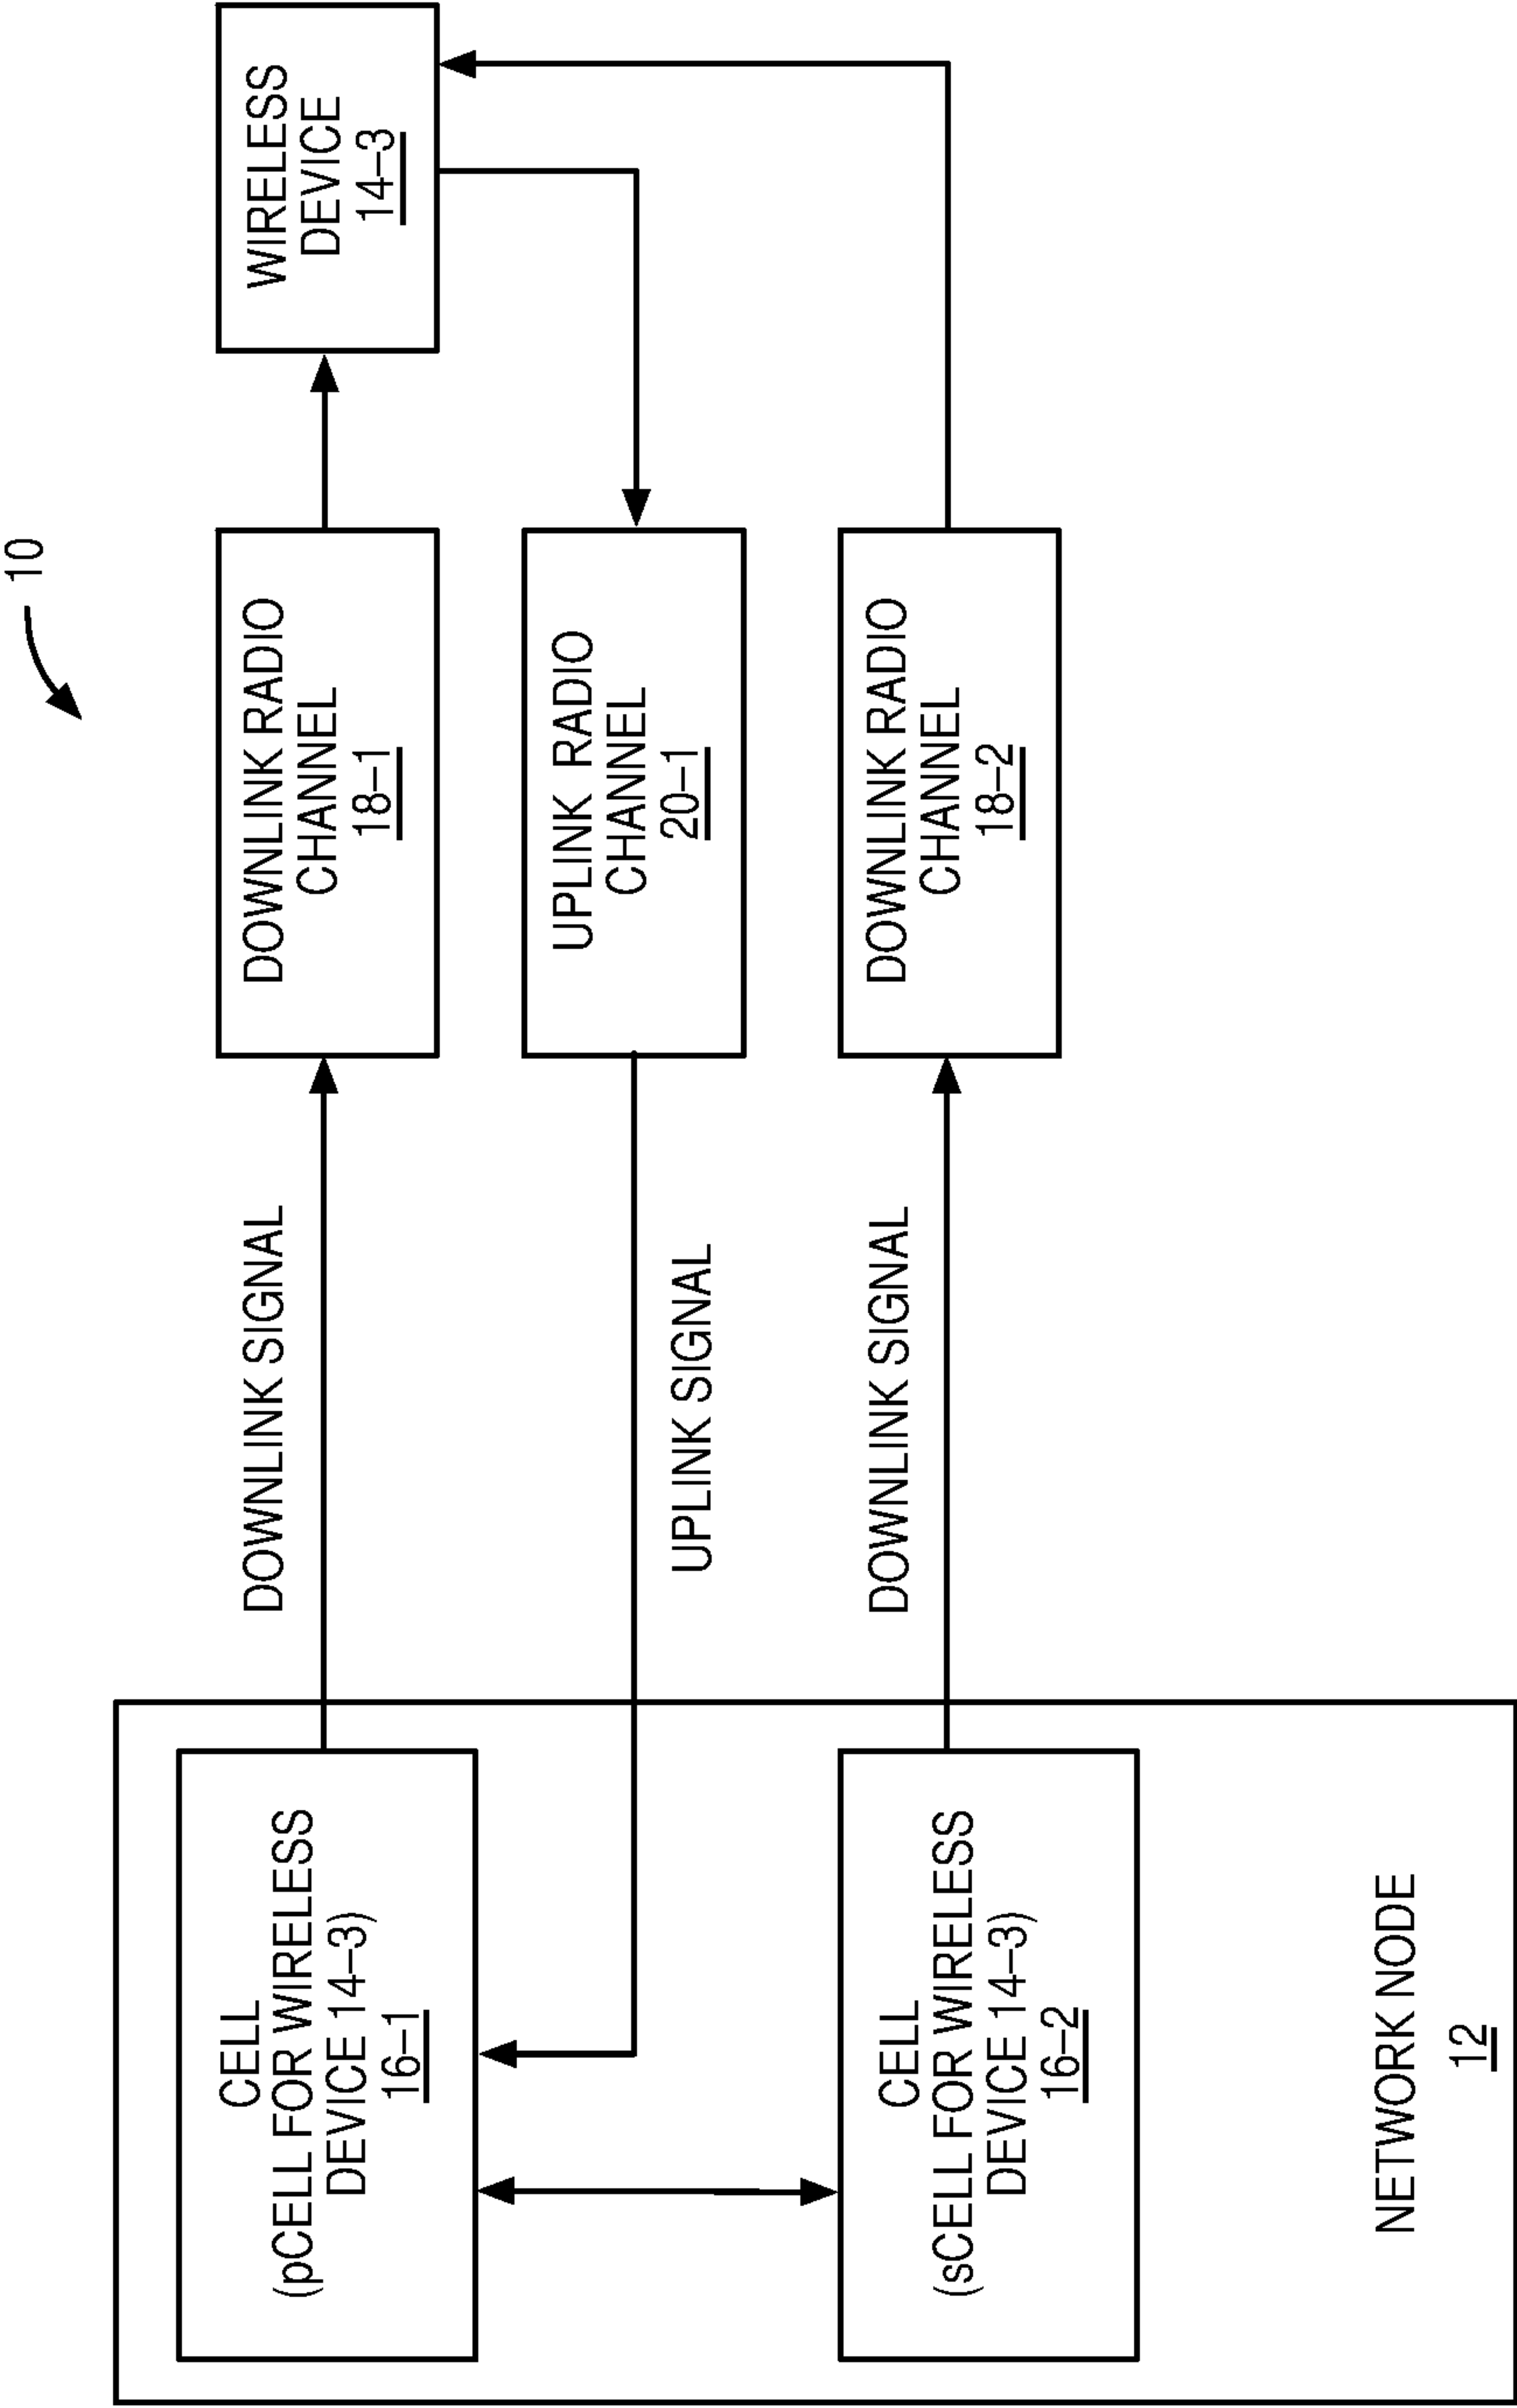 10
CELL
(pCELL FOR WIRELESS
DEVICE 14–3)
16–1
DOWNLINK SIGNAL
DOWNLINK RADIO
CHANNEL
18–1
WIRELESS
DEVICE
14–3
UPLINK SIGNAL
UPLINK RADIO
CHANNEL
20–1
CELL
(sCELL FOR WIRELESS
DEVICE 14–3)
16–2
DOWNLINK SIGNAL
DOWNLINK RADIO
CHANNEL
18–2
NETWORK NODE
12